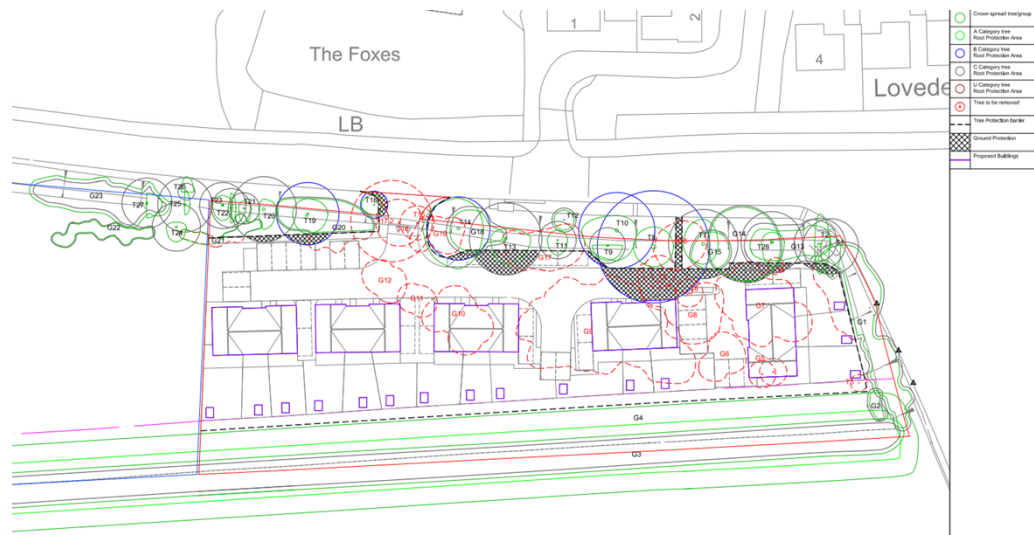 1
2
The Foxes
4
Lovede
LB
Crown spread tree/group
A Category tree
Root Protection Area
B Category tree
Root Protection Area
C Category tree
Root Protection Area
U Category tree
Root Protection Area
Tree to be removed
Tree Protection barrier
Ground Protection
Proposed Buildings
G23
T27
T26
T25
T24
G22
T23
T22
T21
G21
T20
T19
G20
T18
T14
G18
T13
T12
T11
G17
T10
T9
T8
G15
G14
T28
G13
G12
G11
G10
G9
G8
G7
G6
G5
G1
G2
G4
G3